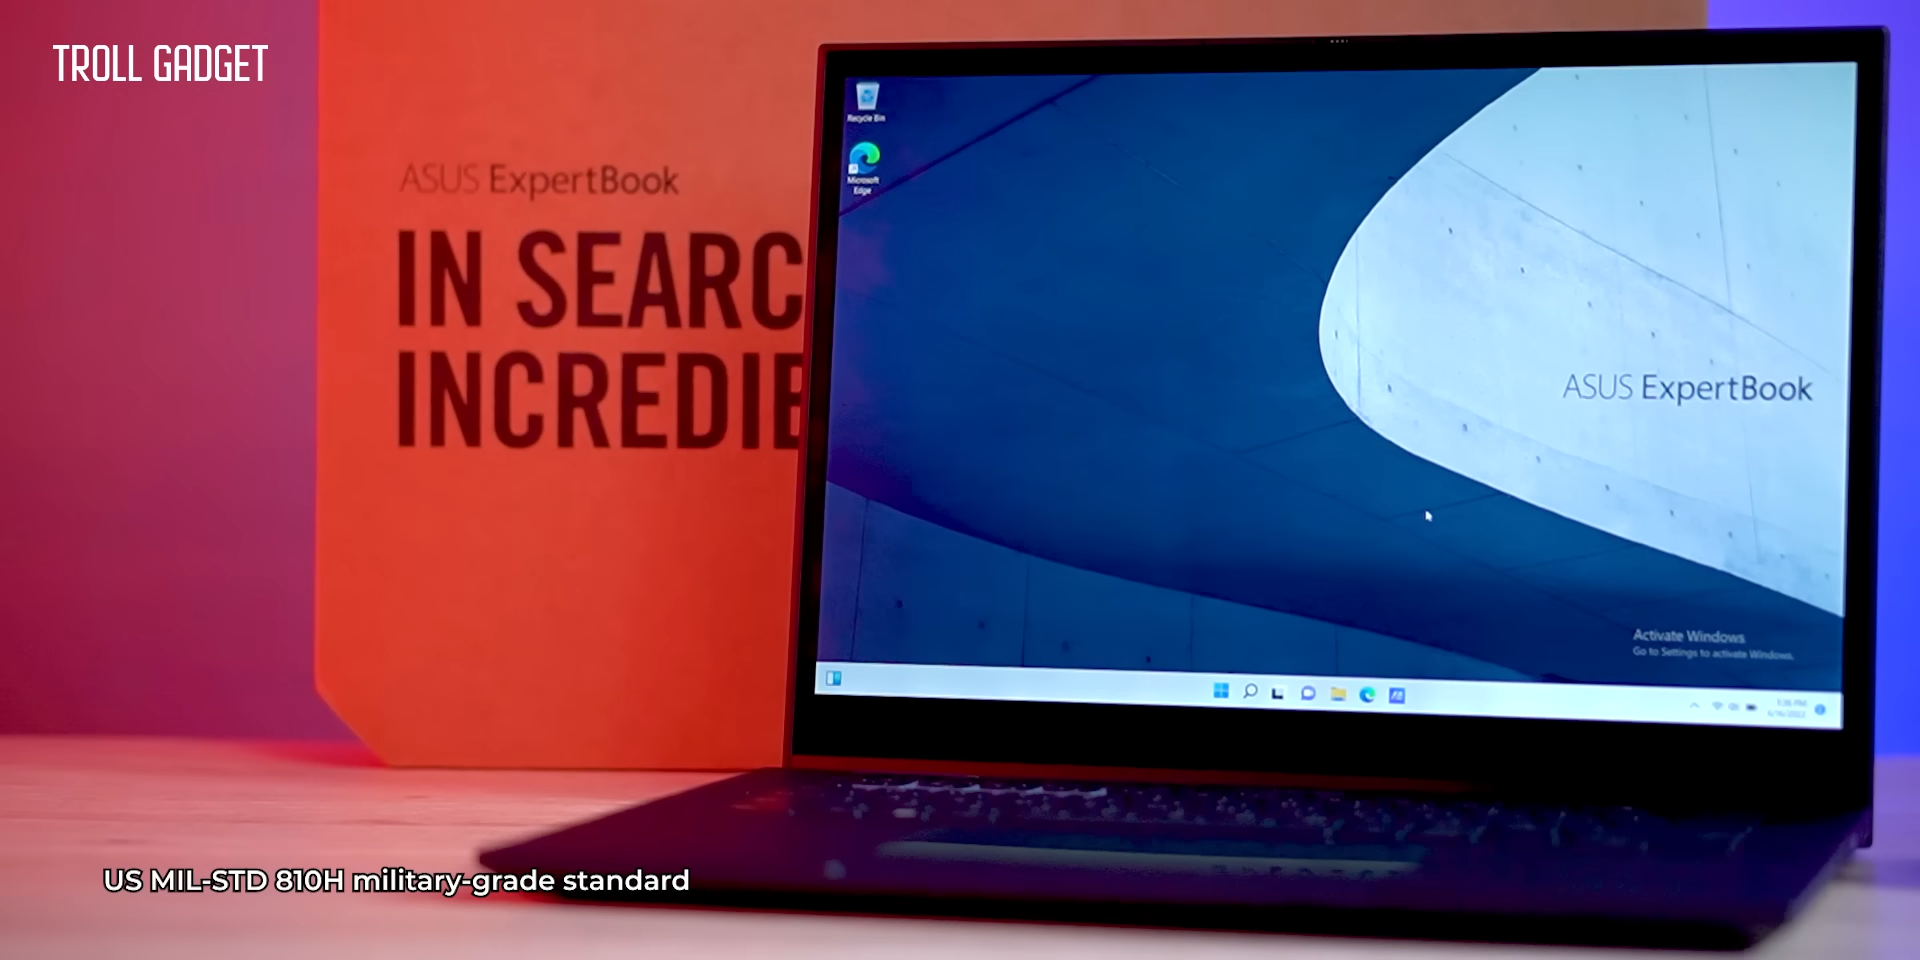 TROLL GADGET
ASUS ExpertBook
IN SEARC
INCREDIB
Recycle Bin
Microsoft
Edge
ASUS ExpertBook
Activate Windows
Go to Settings to activate Windows.
US MIL-STD 810H military-grade standard